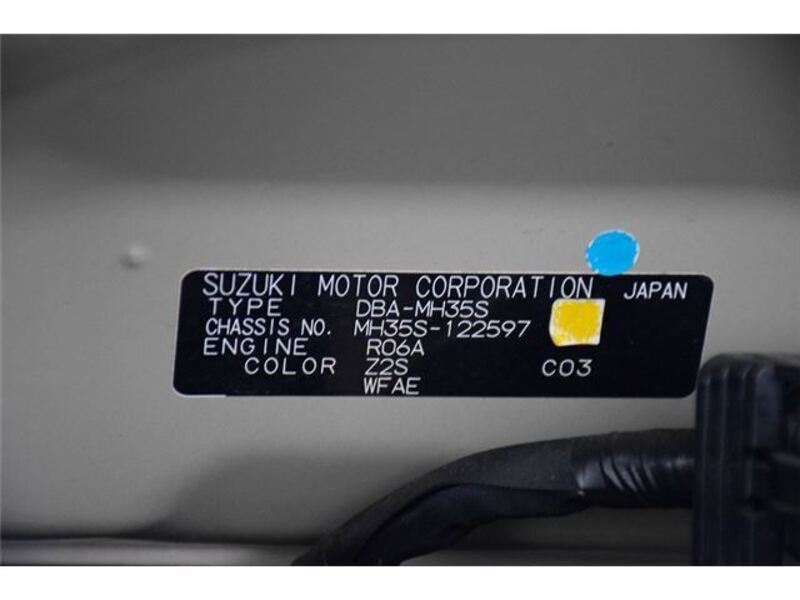 SUZUKI MOTOR CORPORATION JAPAN
TYPE DBA-MH35S
CHASSIS NO. MH35S-122597
ENGINE R06A
COLOR Z2S C03
WFAE